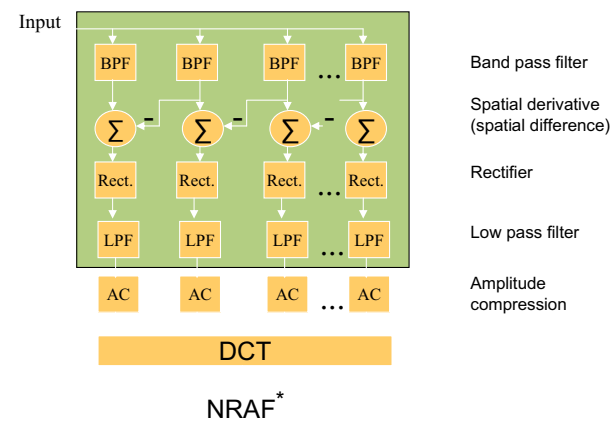 Input
BPF BPF BPF ... BPF Band pass filter
Spatial derivative
- - -
∑ ∑ ∑ ∑ (spatial difference)
Rect. Rect. Rect. ... Rect. Rectifier
LPF LPF LPF ... LPF Low pass filter
AC AC AC ... AC Amplitude
compression
DCT
NRAF*